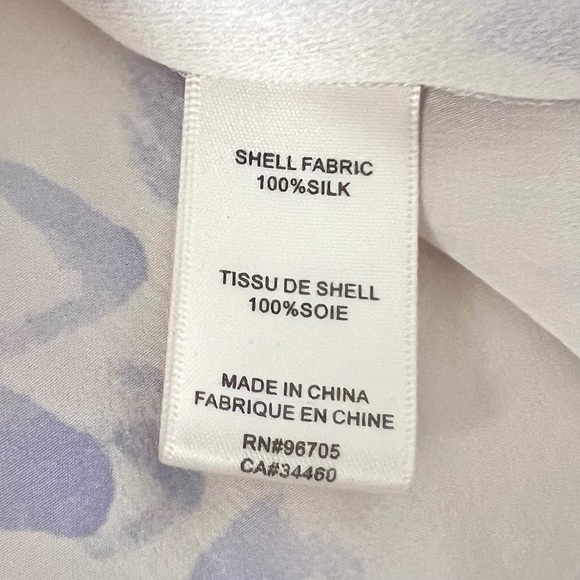 SHELL FABRIC
100%SILK
TISSU DE SHELL
100%SOIE
MADE IN CHINA
FABRIQUE EN CHINE
RN#96705
CA#34460